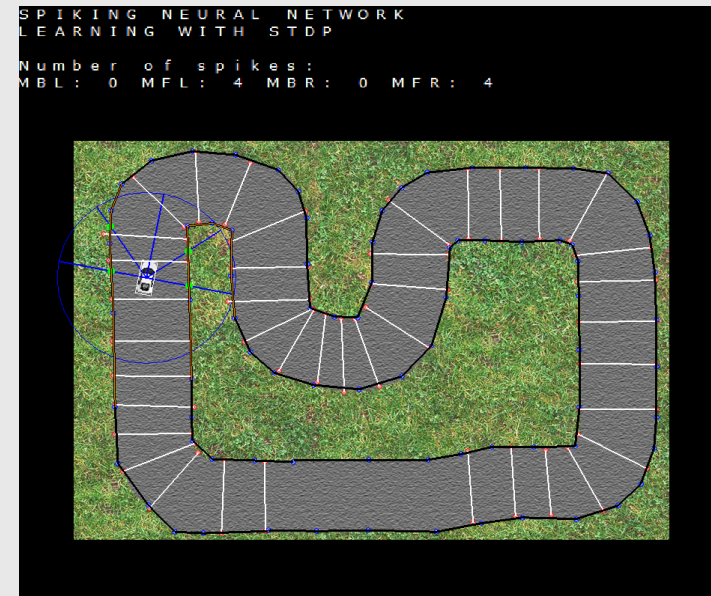 SPIKING NEURAL NETWORK
LEARNING WITH STDP
Number of spikes:
MBL: 0 MFL: 4 MBR: 0 MFR: 4